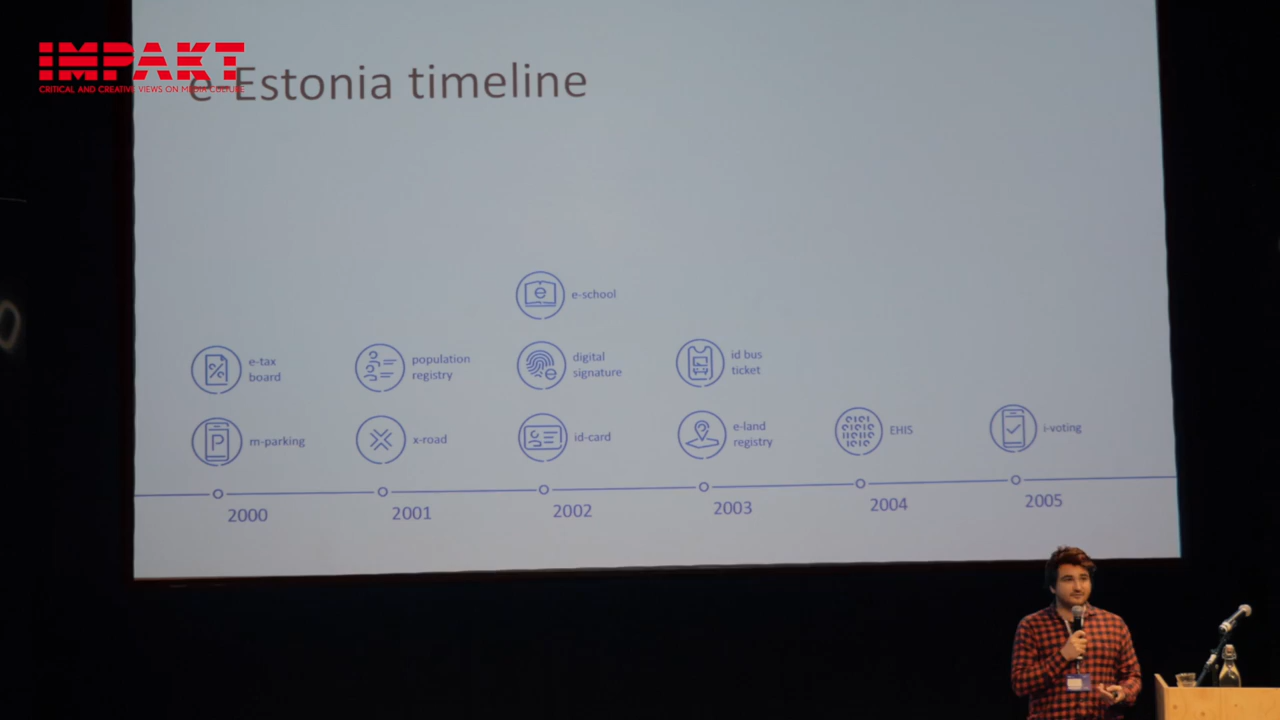 IMPAKT
CRITICAL AND CREATIVE VIEWS ON MEDIA CULTURE
e-Estonia timeline
e-school
e-tax
board
population
registry
digital
signature
id bus
ticket
m-parking
x-road
id-card
e-land
registry
EHIS
i-voting
2000
2001
2002
2003
2004
2005